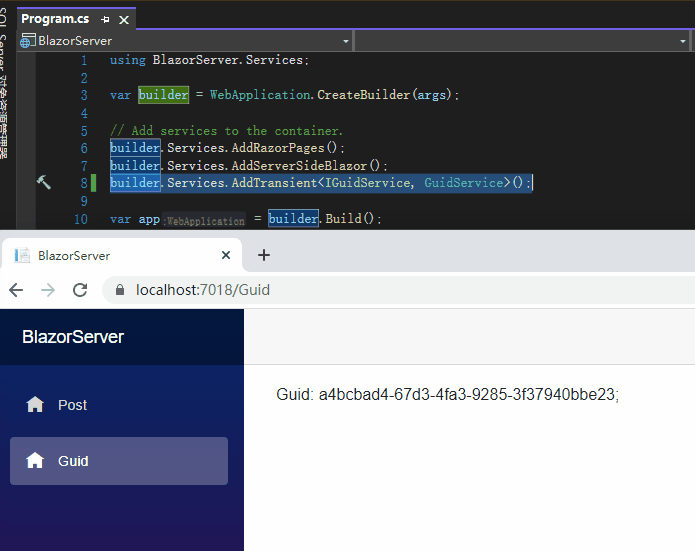 SQL Server 对象资源管理器
Program.cs
BlazorServer
1 using BlazorServer.Services;
2
3 var builder = WebApplication.CreateBuilder(args);
4
5 // Add services to the container.
6 builder.Services.AddRazorPages();
7 builder.Services.AddServerSideBlazor();
8 builder.Services.AddTransient<IGuidService, GuidService>();
9
10 var app :WebApplication = builder.Build();
BlazorServer
localhost:7018/Guid
BlazorServer
Post
Guid
Guid: a4bcbad4-67d3-4fa3-9285-3f37940bbe23;